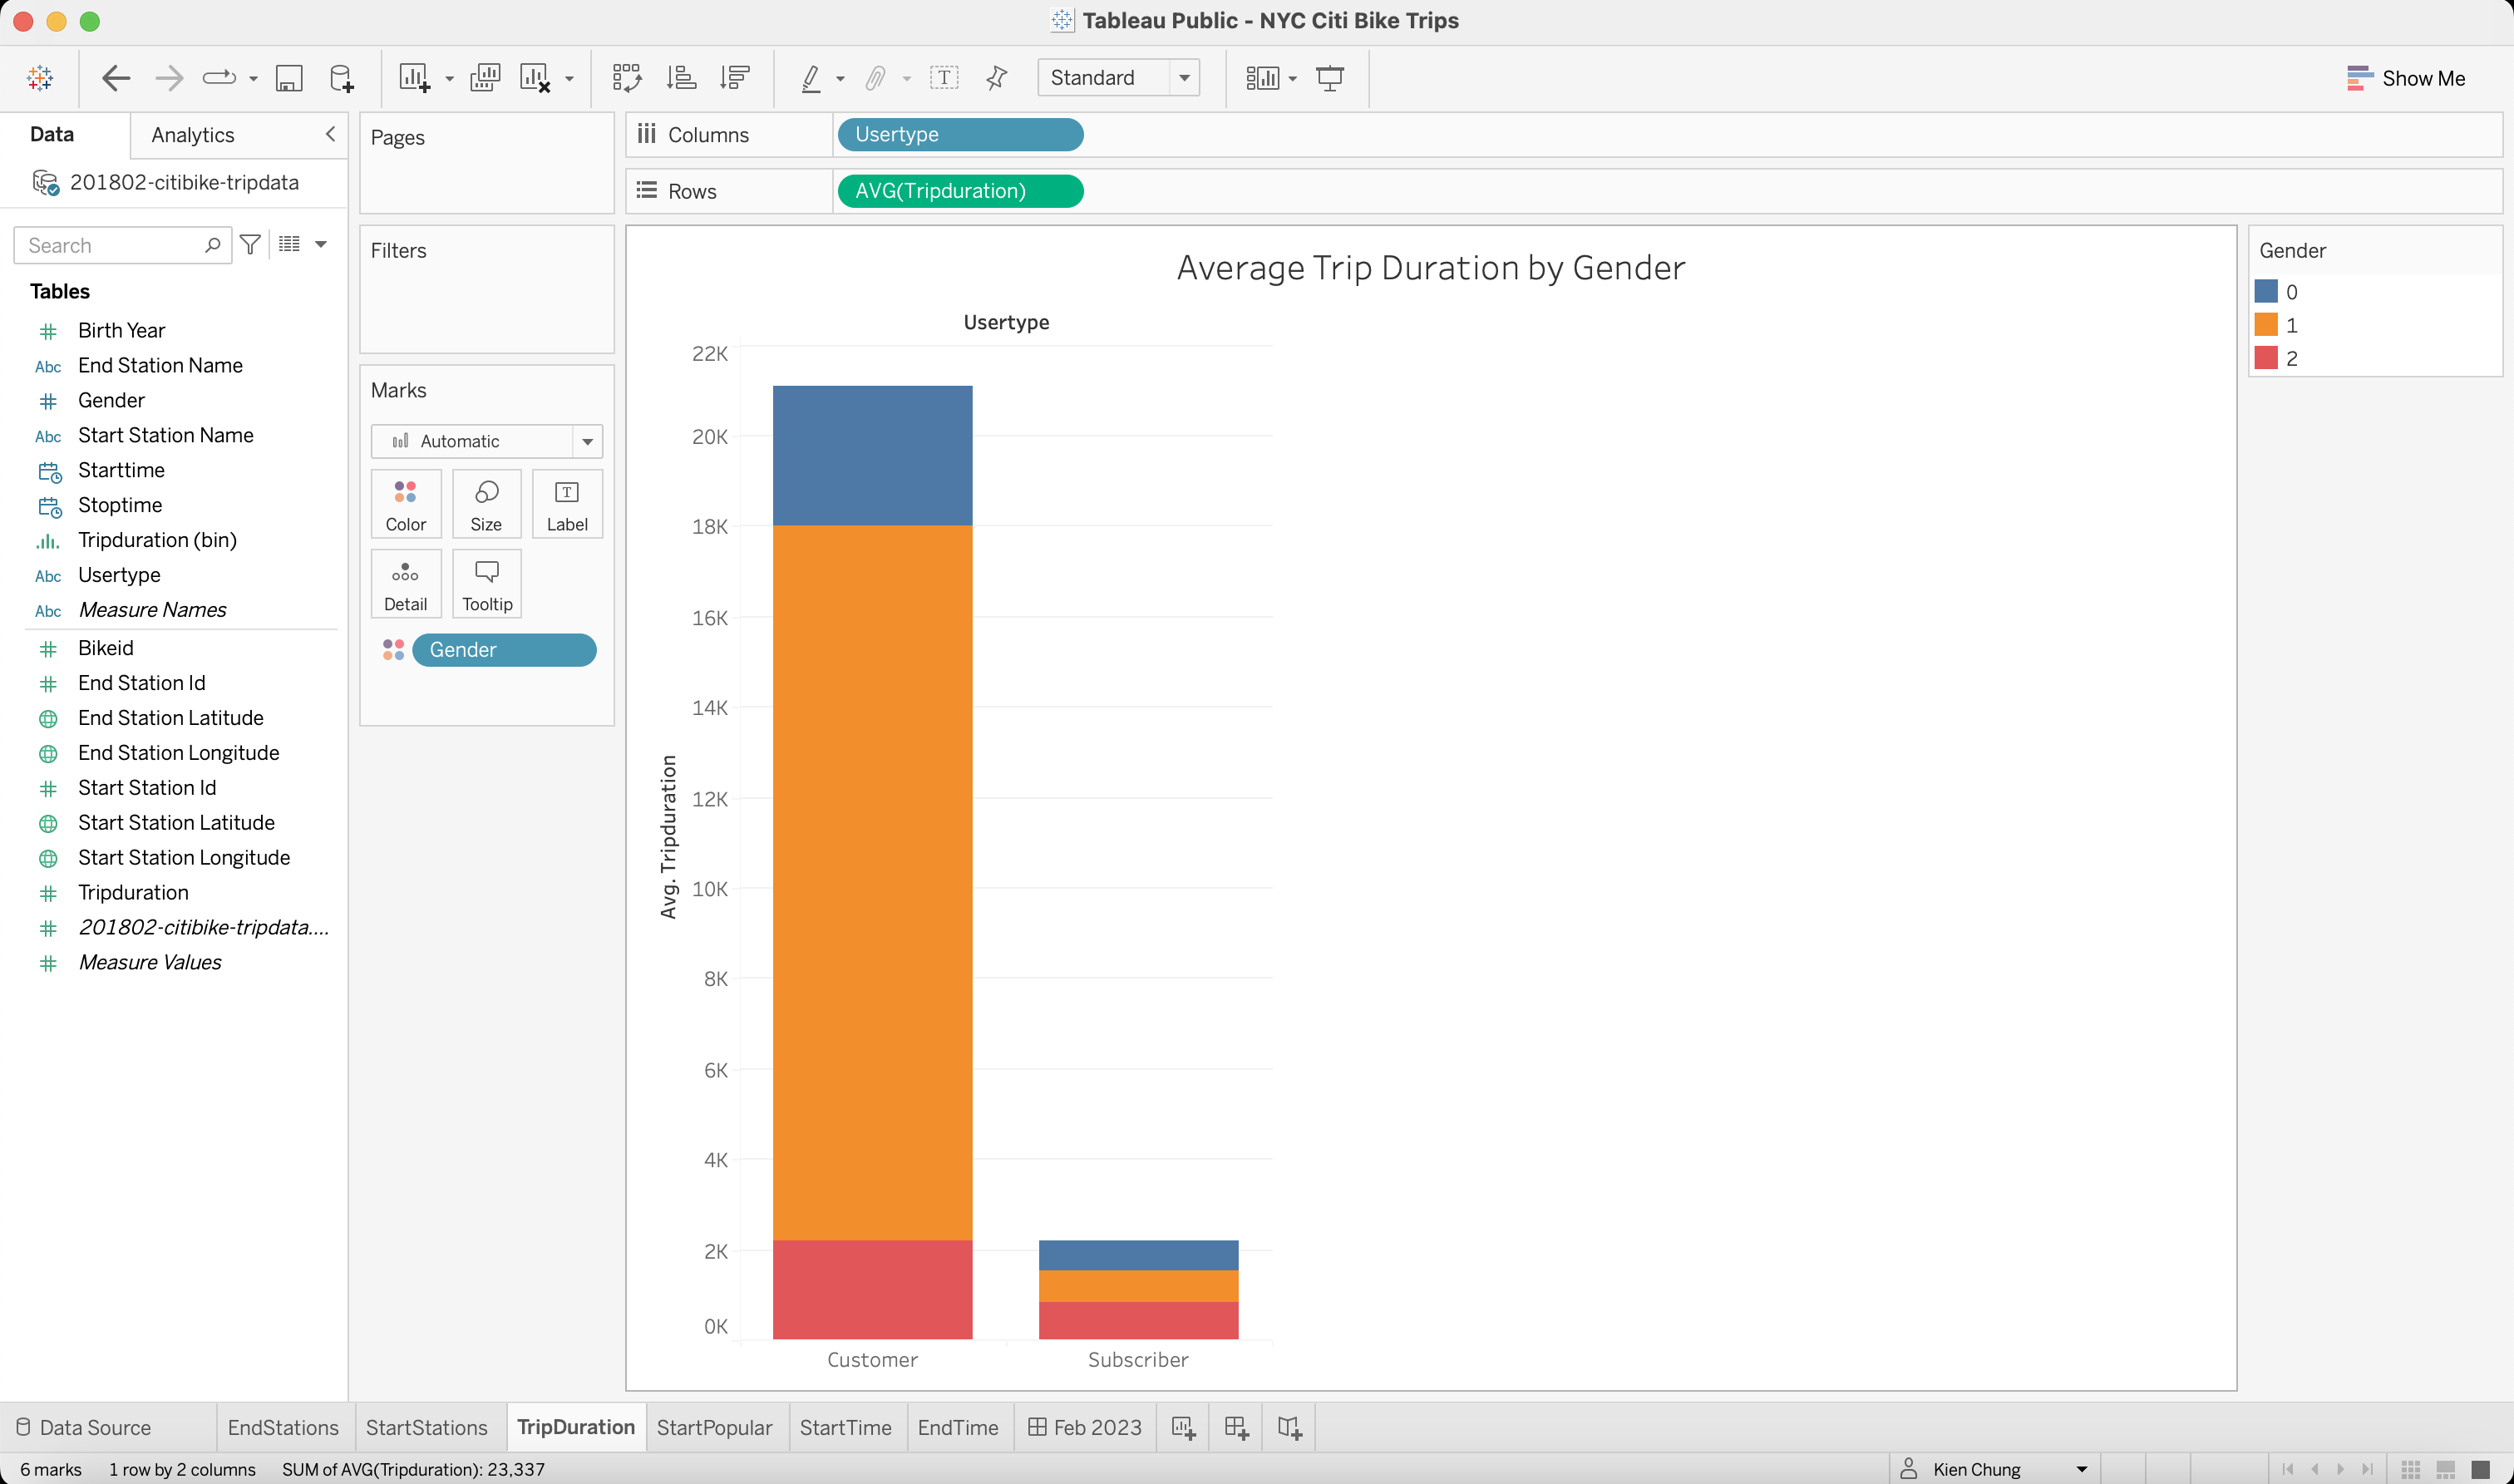 Tableau Public - NYC Citi Bike Trips
Standard
Show Me
Data
Analytics
201802-citibike-tripdata
Search
Tables
Birth Year
Abc End Station Name
Gender
Abc Start Station Name
Starttime
Stoptime
Tripduration (bin)
Abc Usertype
Abc Measure Names
Bikeid
End Station Id
End Station Latitude
End Station Longitude
Start Station Id
Start Station Latitude
Start Station Longitude
Tripduration
201802-citibike-tripdata....
Measure Values
Pages
Filters
Marks
Automatic
Color Size Label
Detail Tooltip
Gender
Columns Usertype
Rows AVG(Tripduration)
Average Trip Duration by Gender
Usertype
Avg. Tripduration
22K
20K
18K
16K
14K
12K
10K
8K
6K
4K
2K
0K
Customer Subscriber
Gender
0
1
2
Data Source EndStations StartStations TripDuration StartPopular StartTime EndTime Feb 2023
6 marks 1 row by 2 columns SUM of AVG(Tripduration): 23,337
Kien Chung